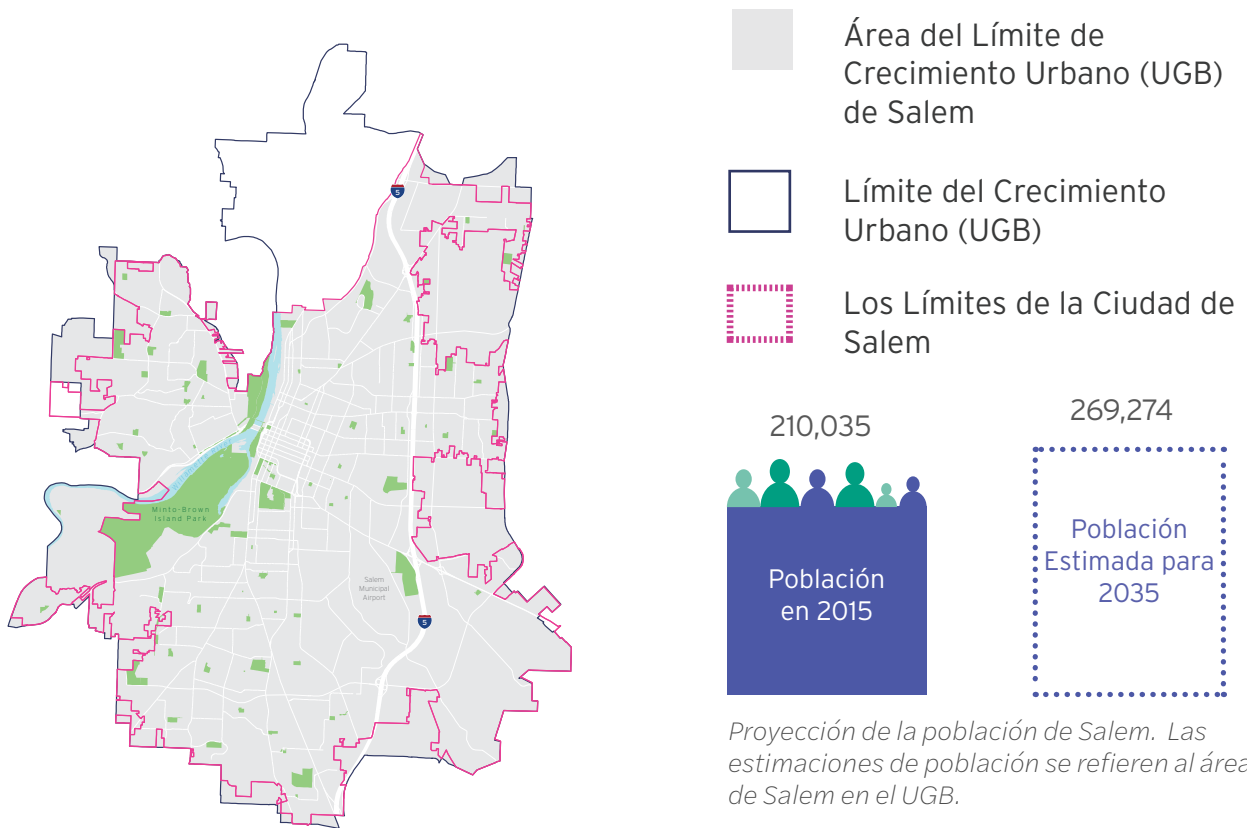 Área del Límite de
Crecimiento Urbano (UGB)
de Salem
Límite del Crecimiento
Urbano (UGB)
Los Límites de la Ciudad de
Salem
5
Minto-Brown
Island Park
Salem
Municipal
Airport
5
210,035
Población
en 2015
269,274
Población
Estimada para
2035
Proyección de la población de Salem. Las
estimaciones de población se refieren al área
de Salem en el UGB.